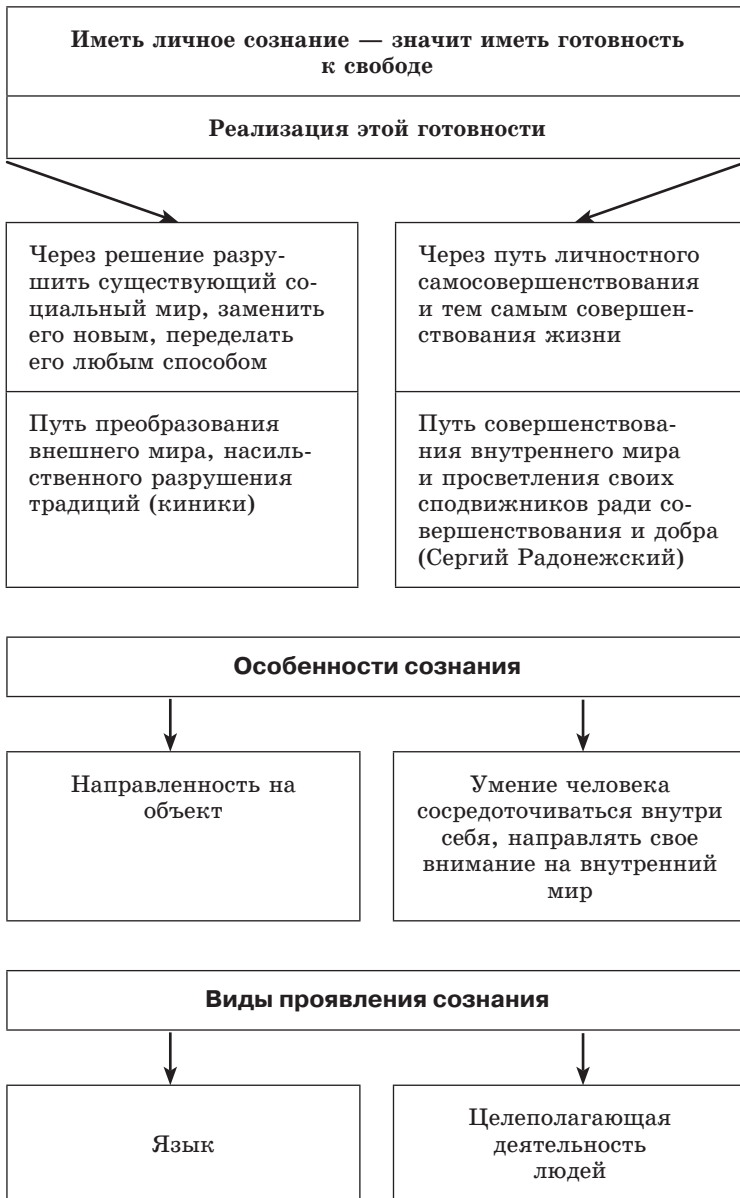 Иметь личное сознание — значит иметь готовность
к свободе
Реализация этой готовности
Через решение разру-
шить существующий со-
циальный мир, заменить
его новым, переделать
его любым способом
Путь преобразования
внешнего мира, насиль-
ственного разрушения
традиций (киники)
Через путь личностного
самосовершенствования
и тем самым совершен-
ствования жизни
Путь совершенствова-
ния внутреннего мира
и просветления своих
сподвижников ради со-
вершенствования и добра
(Сергий Радонежский)
Особенности сознания
Направленность на
объект
Умение человека
сосредоточиваться внутри
себя, направлять свое
внимание на внутренний
мир
Виды проявления сознания
Язык
Целеполагающая
деятельность
людей